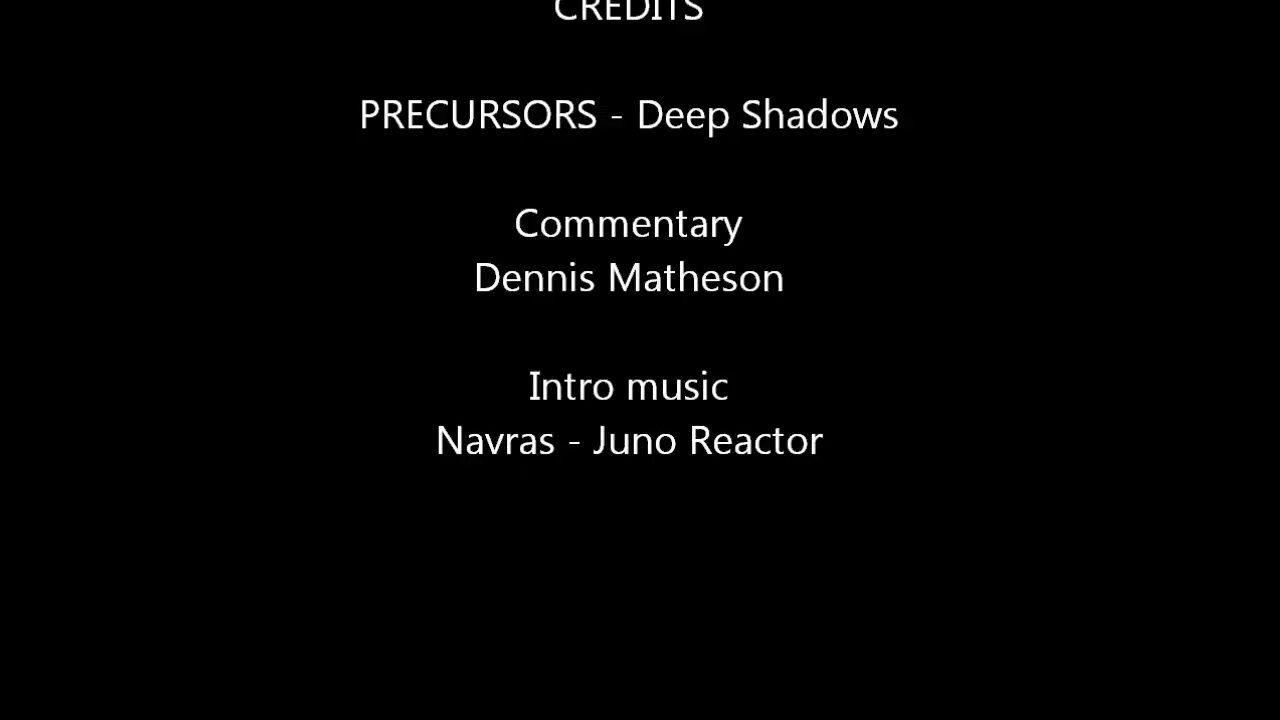 CREDITS
PRECURSORS - Deep Shadows
Commentary
Dennis Matheson
Intro music
Navras - Juno Reactor